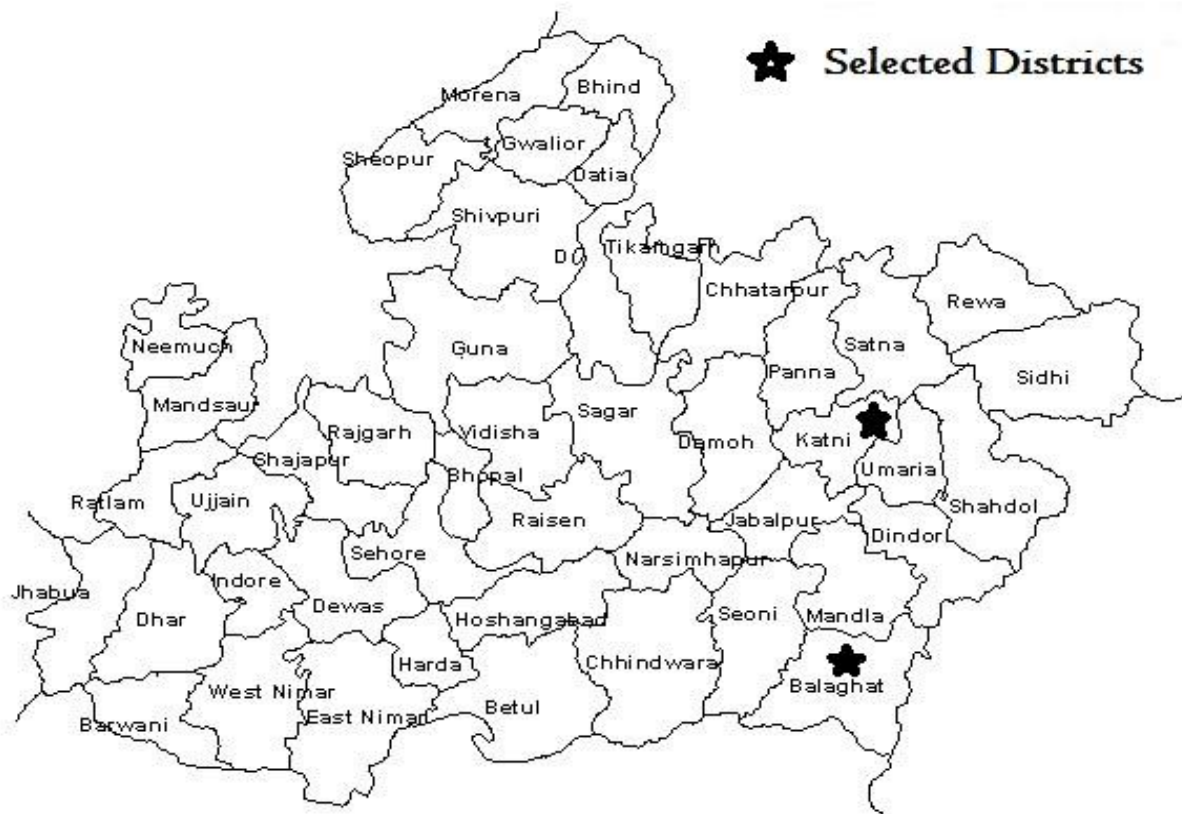 Selected Districts
Morena
Bhind
Gwalior
Sheopur
Datia
Shivpuri
Tikamgarh
Chhatarpur
Rewa
Neemuch
Guna
Satna
Panna
Sidhi
Mandsaur
Sagar
Rajgarh
Vidisha
Damoh
Katni
Shajapur
Bhopal
Umaria
Ratlam
Ujjain
Raisen
Jabalpur
Shahdol
Dindor
Sehore
Narsimhapur
Jhabua
Indore
Dewas
Hoshangabad
Seoni
Mandla
Dhar
Harda
Chhindwara
West Nimar
Balaghat
Barwani
East Nimar
Betul